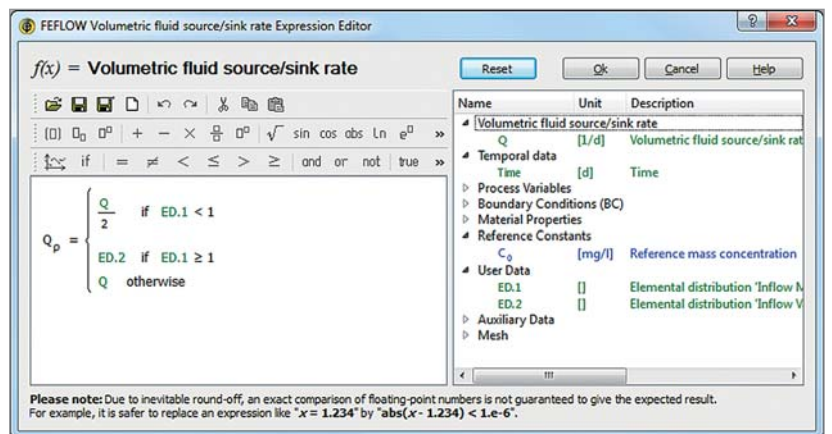 FEFLOW Volumetric fluid source/sink rate Expression Editor
f(x) = Volumetric fluid source/sink rate
Reset Ok Cancel Help
sin cos abs Ln e
if = ≠ < ≤ > ≥ and or not true »
Q/2 if ED.1 < 1
Qp =
ED.2 if ED.1 ≥ 1
Q otherwise
Name Unit Description
Volumetric fluid source/sink rate
Q [1/d] Volumetric fluid source/sink rat
Temporal data
Time [d] Time
Process Variables
Boundary Conditions (BC)
Material Properties
Reference Constants
C0 [mg/l] Reference mass concentration
User Data
ED.1 [] Elemental distribution 'Inflow M
ED.2 [] Elemental distribution 'Inflow V
Auxiliary Data
Mesh
Please note: Due to inevitable round-off, an exact comparison of floating-point numbers is not guaranteed to give the expected result.
For example, it is safer to replace an expression like "x = 1.234" by "abs(x - 1.234) < 1.e-6".